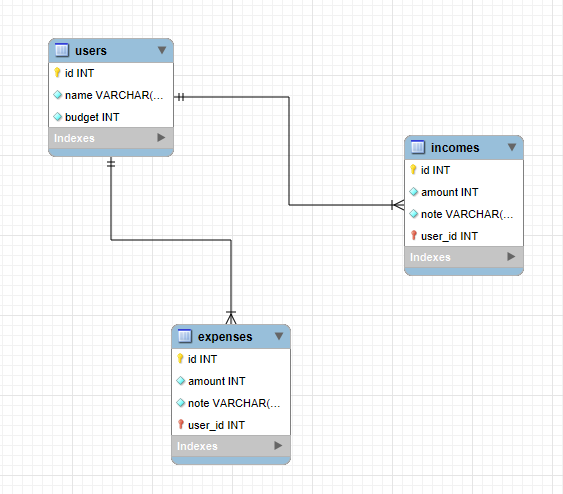 users
id INT
name VARCHAR(...
budget INT
Indexes
incomes
id INT
amount INT
note VARCHAR(...
user_id INT
Indexes
expenses
id INT
amount INT
note VARCHAR(...
user_id INT
Indexes